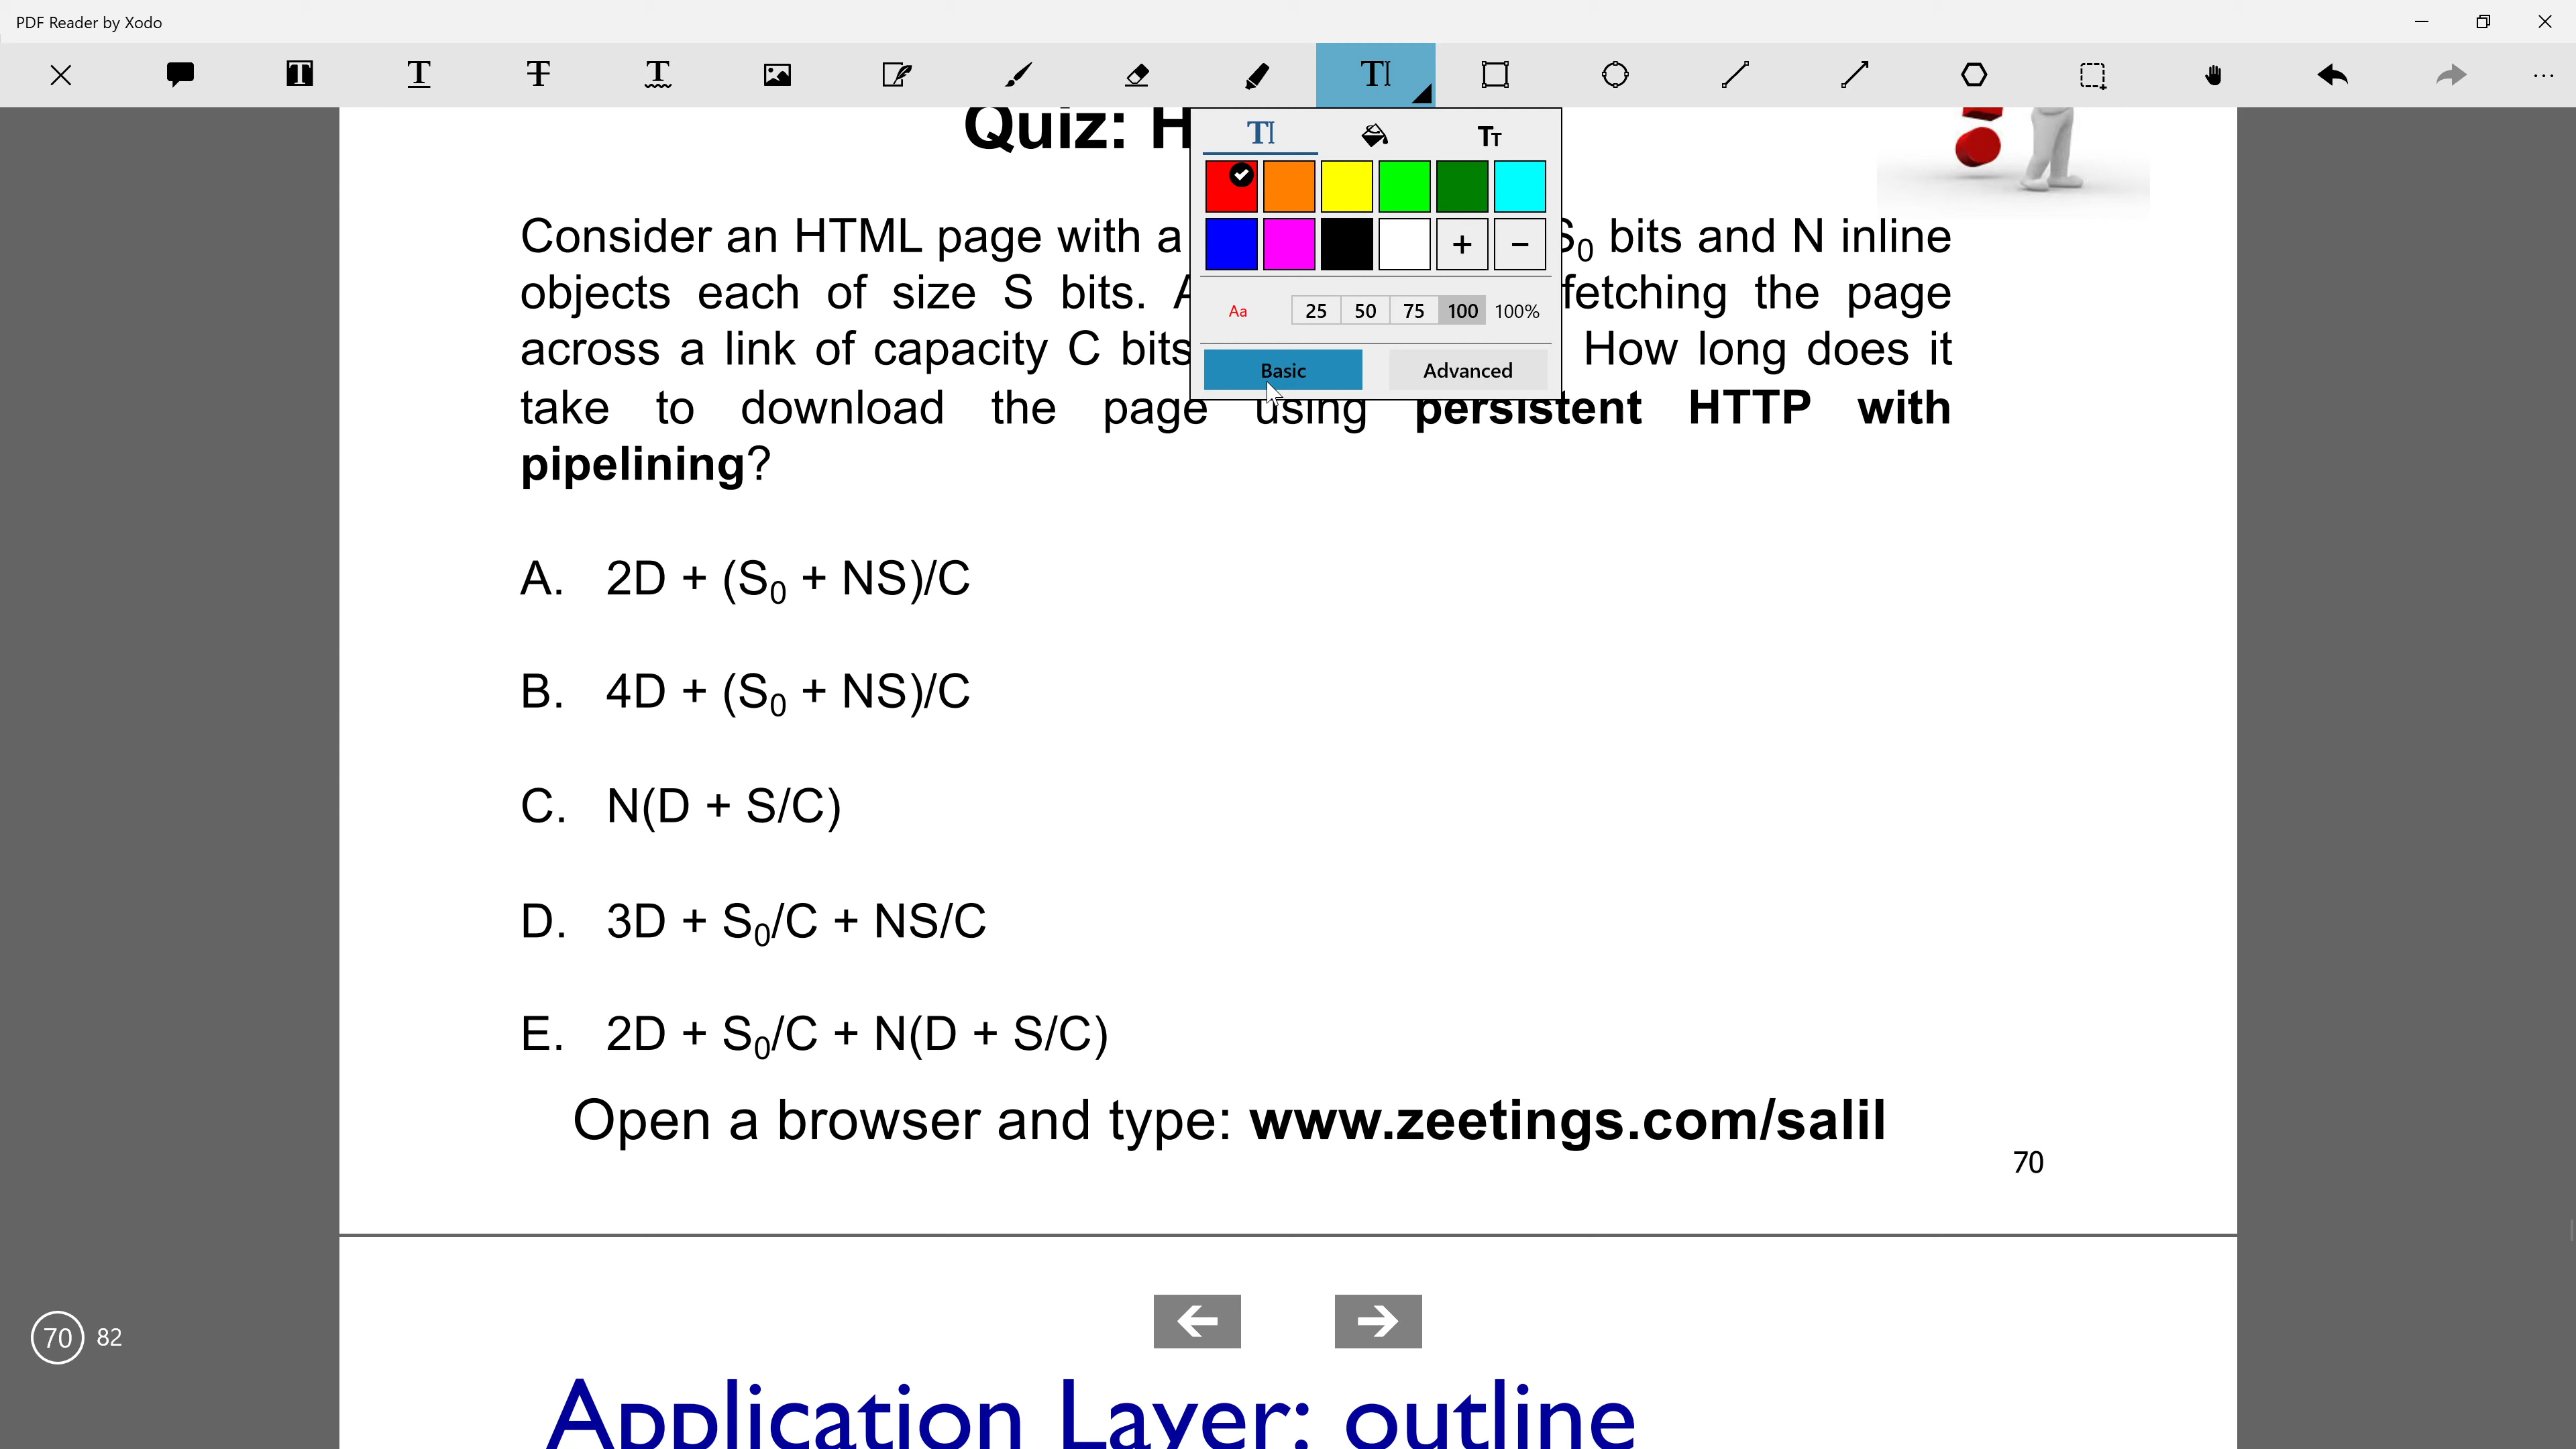 PDF Reader by Xodo
Quiz: H
Consider an HTML page with a S₀ bits and N inline
objects each of size S bits. A fetching the page
25 50 75 100 100%
Aa
across a link of capacity C bits How long does it
Basic Advanced
take to download the page using persistent HTTP with
pipelining?
A. 2D + (S₀ + NS)/C
B. 4D + (S₀ + NS)/C
C. N(D + S/C)
D. 3D + S₀/C + NS/C
E. 2D + S₀/C + N(D + S/C)
Open a browser and type: www.zeetings.com/salil
70
70 82
Application Layer: outline